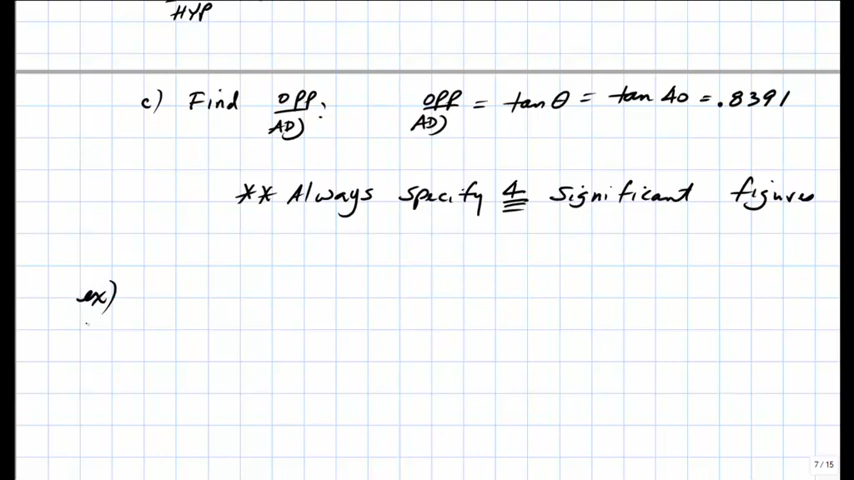 HYP
c) Find OPP/ADJ: OPP/ADJ = tan θ = tan 40 = .8391
** Always specify 4 significant figures
ex)
7 / 15